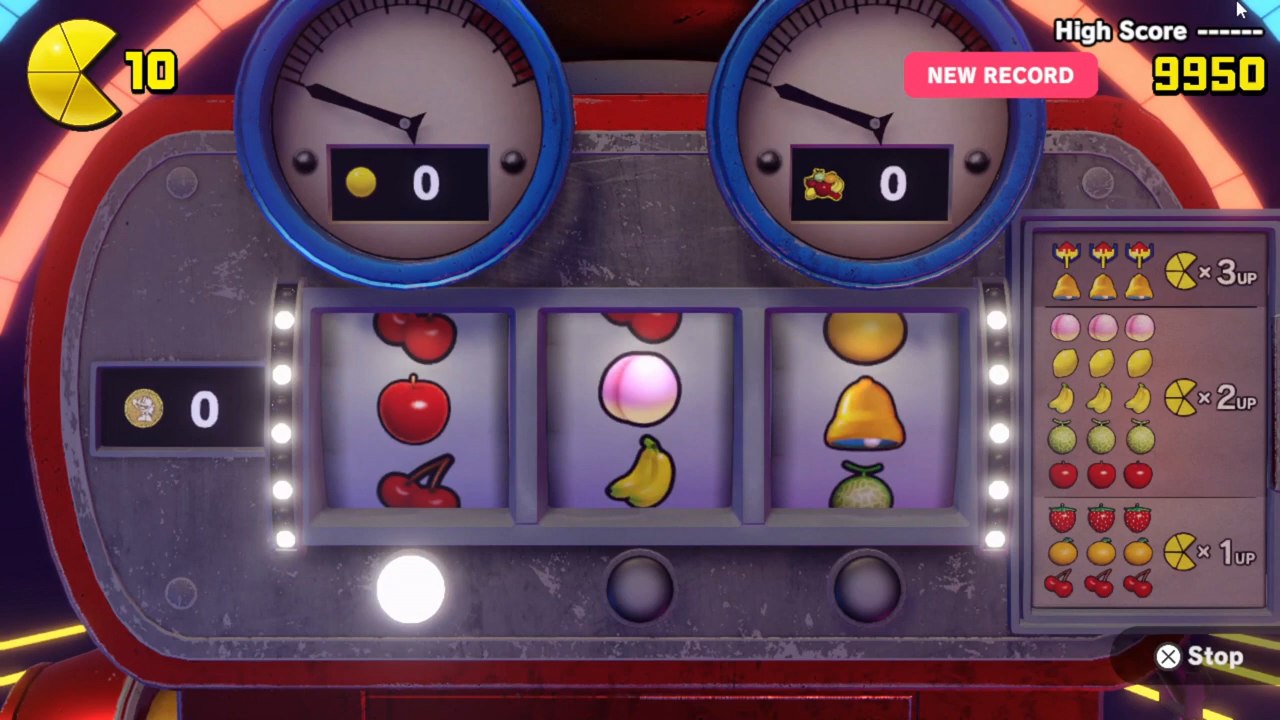 High Score ------
10
NEW RECORD
9950
0
0
× 3UP
0
× 2UP
× 1UP
Stop